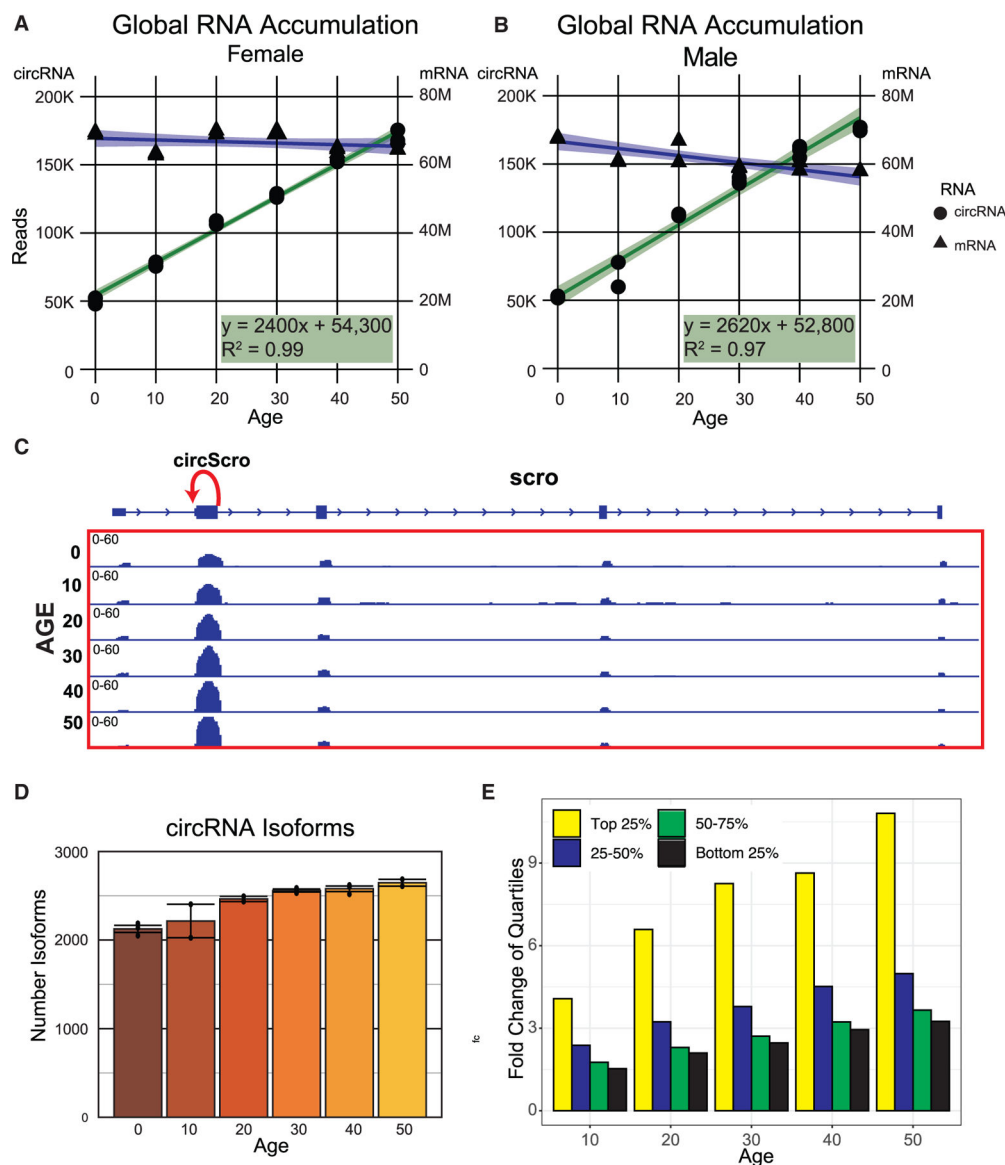 A
Global RNA Accumulation
Female
circRNA
mRNA
200K
150K
100K
50K
0
Reads
80M
60M
40M
20M
0
y = 2400x + 54,300
R² = 0.99
0 10 20 30 40 50
Age
B
Global RNA Accumulation
Male
circRNA
mRNA
200K
150K
100K
50K
0
80M
60M
40M
20M
0
y = 2620x + 52,800
R² = 0.97
0 10 20 30 40 50
Age
RNA
circRNA
mRNA
C
circScro
scro
AGE
0 0-60
10 0-60
20 0-60
30 0-60
40 0-60
50 0-60
D
circRNA Isoforms
Number Isoforms
3000
2000
1000
0
0 10 20 30 40 50
Age
E
Top 25% 50-75%
25-50% Bottom 25%
fc
Fold Change of Quartiles
9
6
3
0
10 20 30 40 50
Age